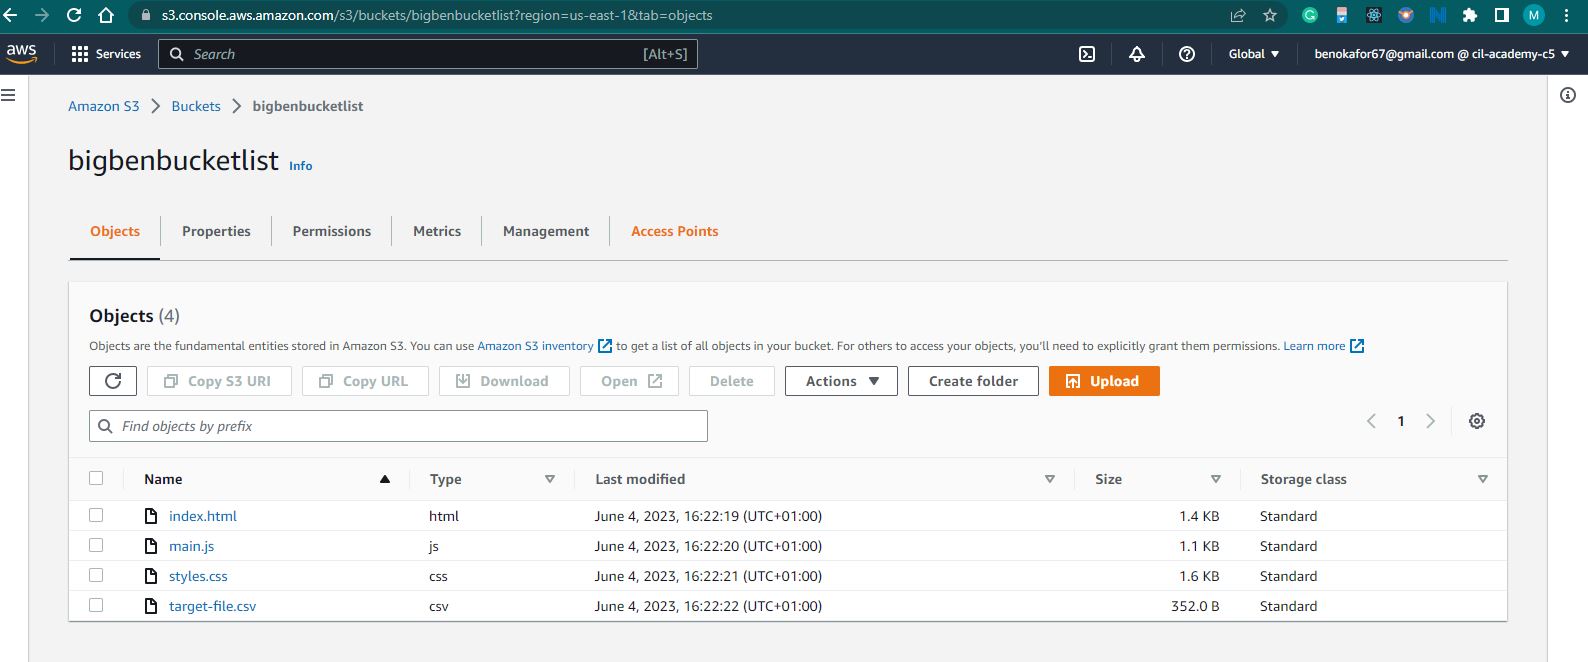 s3.console.aws.amazon.com/s3/buckets/bigbenbucketlist?region=us-east-1&tab=objects
M
aws Services Search [Alt+S] Global benokafor67@gmail.com @ cil-academy-c5
Amazon S3 Buckets bigbenbucketlist
bigbenbucketlist Info
Objects Properties Permissions Metrics Management Access Points
Objects (4)
Objects are the fundamental entities stored in Amazon S3. You can use Amazon S3 inventory to get a list of all objects in your bucket. For others to access your objects, you'll need to explicitly grant them permissions. Learn more
Copy S3 URI Copy URL Download Open Delete Actions Create folder Upload
Find objects by prefix 1
Name Type Last modified Size Storage class
index.html html June 4, 2023, 16:22:19 (UTC+01:00) 1.4 KB Standard
main.js js June 4, 2023, 16:22:20 (UTC+01:00) 1.1 KB Standard
styles.css css June 4, 2023, 16:22:21 (UTC+01:00) 1.6 KB Standard
target-file.csv csv June 4, 2023, 16:22:22 (UTC+01:00) 352.0 B Standard